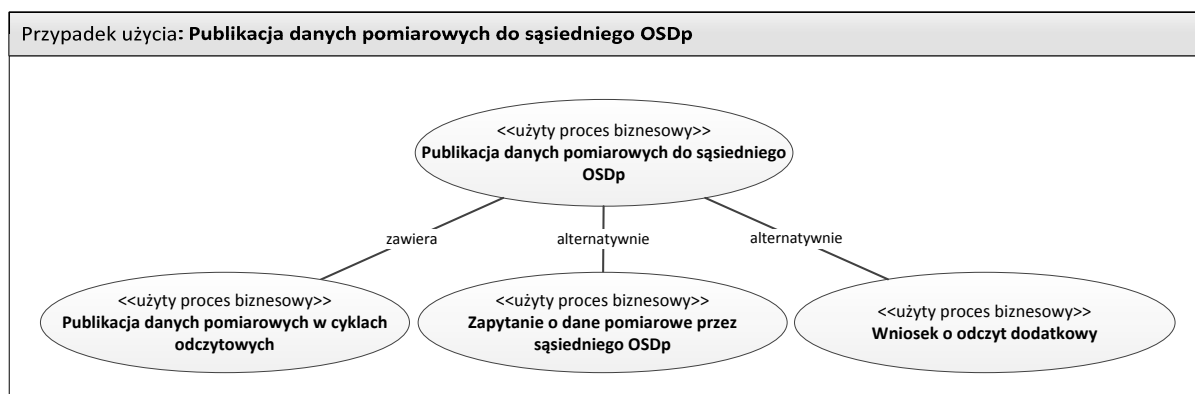 Przypadek użycia: Publikacja danych pomiarowych do sąsiedniego OSDp
<<użyty proces biznesowy>>
Publikacja danych pomiarowych do sąsiedniego
OSDp
zawiera
alternatywnie
alternatywnie
<<użyty proces biznesowy>>
Publikacja danych pomiarowych w cyklach
odczytowych
<<użyty proces biznesowy>>
Zapytanie o dane pomiarowe przez
sąsiedniego OSDp
<<użyty proces biznesowy>>
Wniosek o odczyt dodatkowy